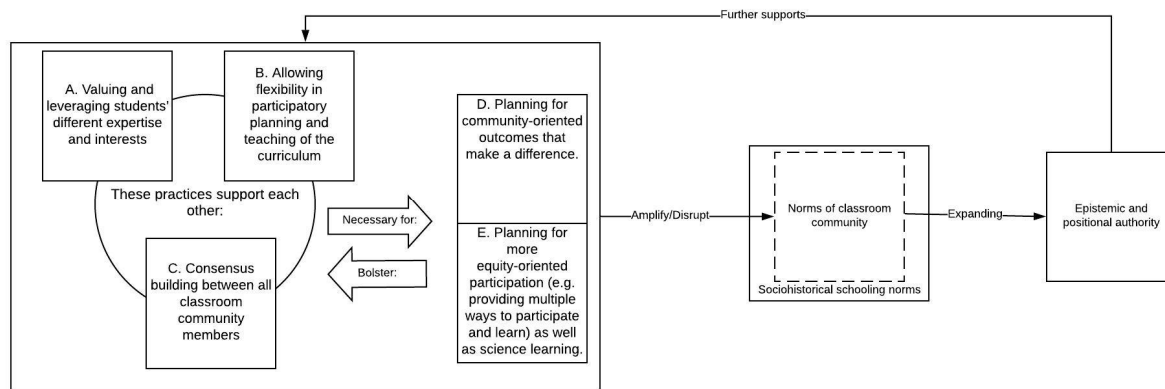 Further supports
A. Valuing and
leveraging students'
different expertise
and interests
B. Allowing
flexibility in
participatory
planning and
teaching of the
curriculum
These practices support each
other:
C. Consensus
building between all
classroom
community
members
Necessary for:
Bolster:
D. Planning for
community-oriented
outcomes that
make a difference.
E. Planning for
more
equity-oriented
participation (e.g.
providing multiple
ways to participate
and learn) as well
as science learning.
Amplify/Disrupt
Norms of classroom
community
Sociohistorical schooling norms
Expanding
Epistemic and
positional authority